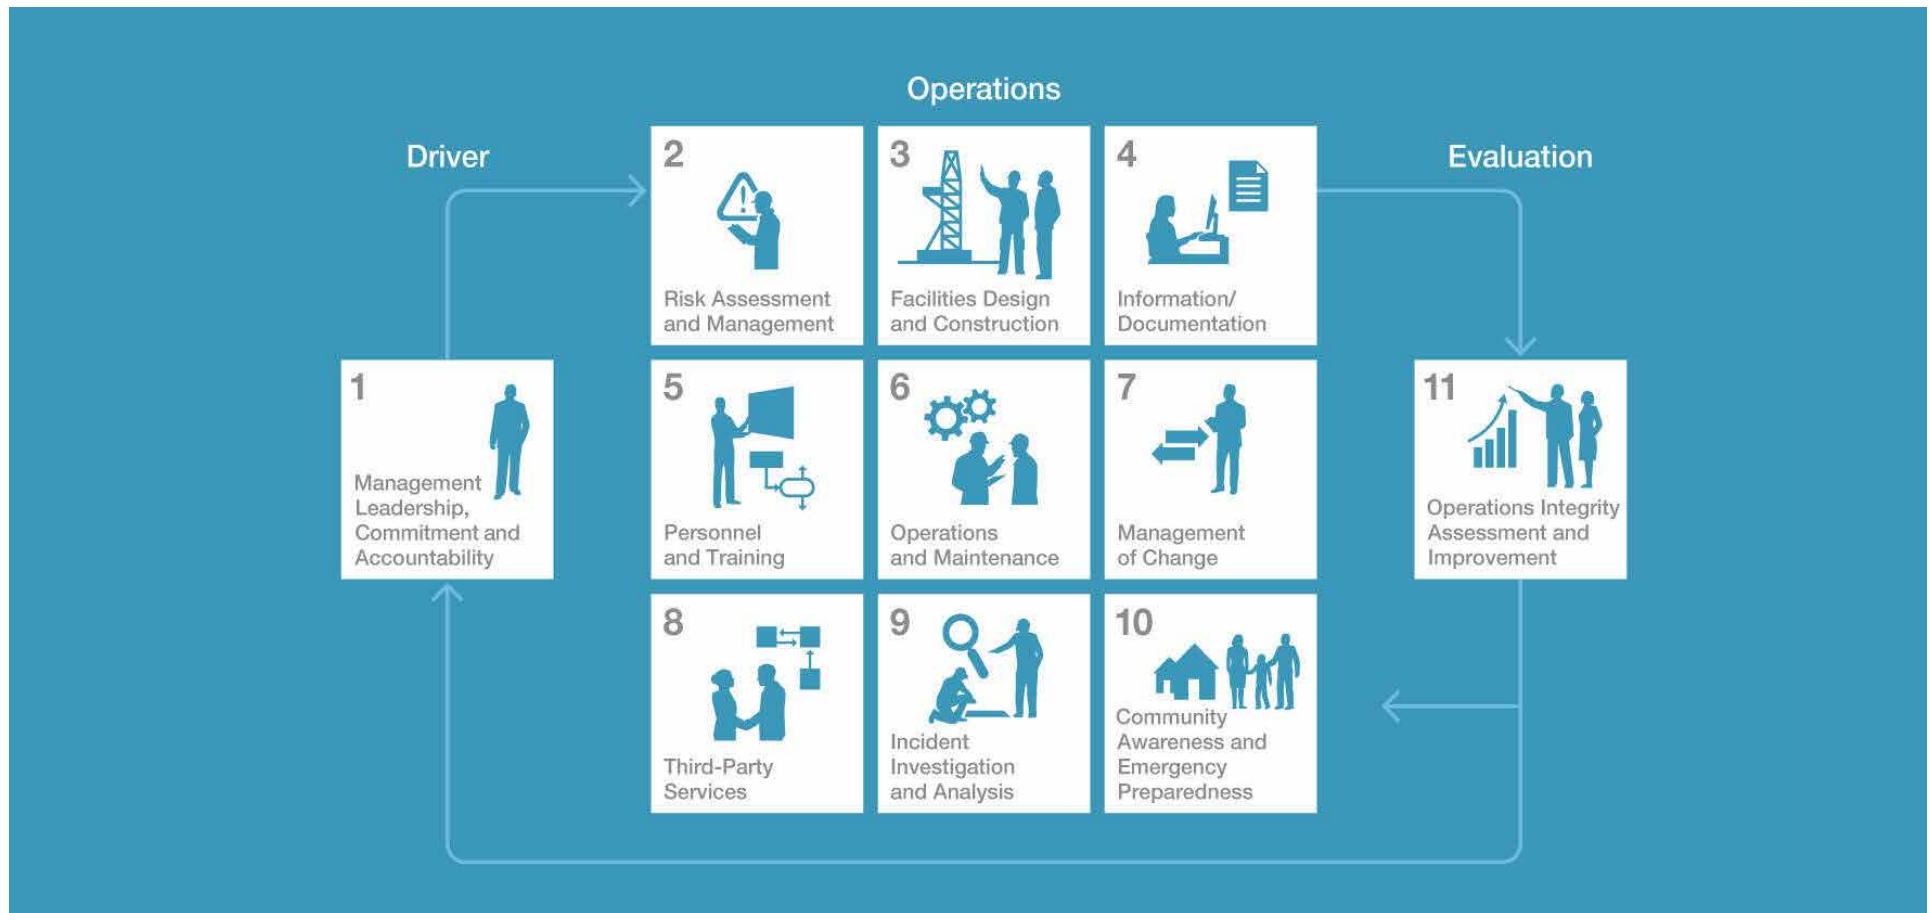 Operations
Driver
Evaluation
2
Risk Assessment
and Management
3
Facilities Design
and Construction
4
Information/
Documentation
1
Management
Leadership,
Commitment and
Accountability
5
Personnel
and Training
6
Operations
and Maintenance
7
Management
of Change
11
Operations Integrity
Assessment and
Improvement
8
Third-Party
Services
9
Incident
Investigation
and Analysis
10
Community
Awareness and
Emergency
Preparedness